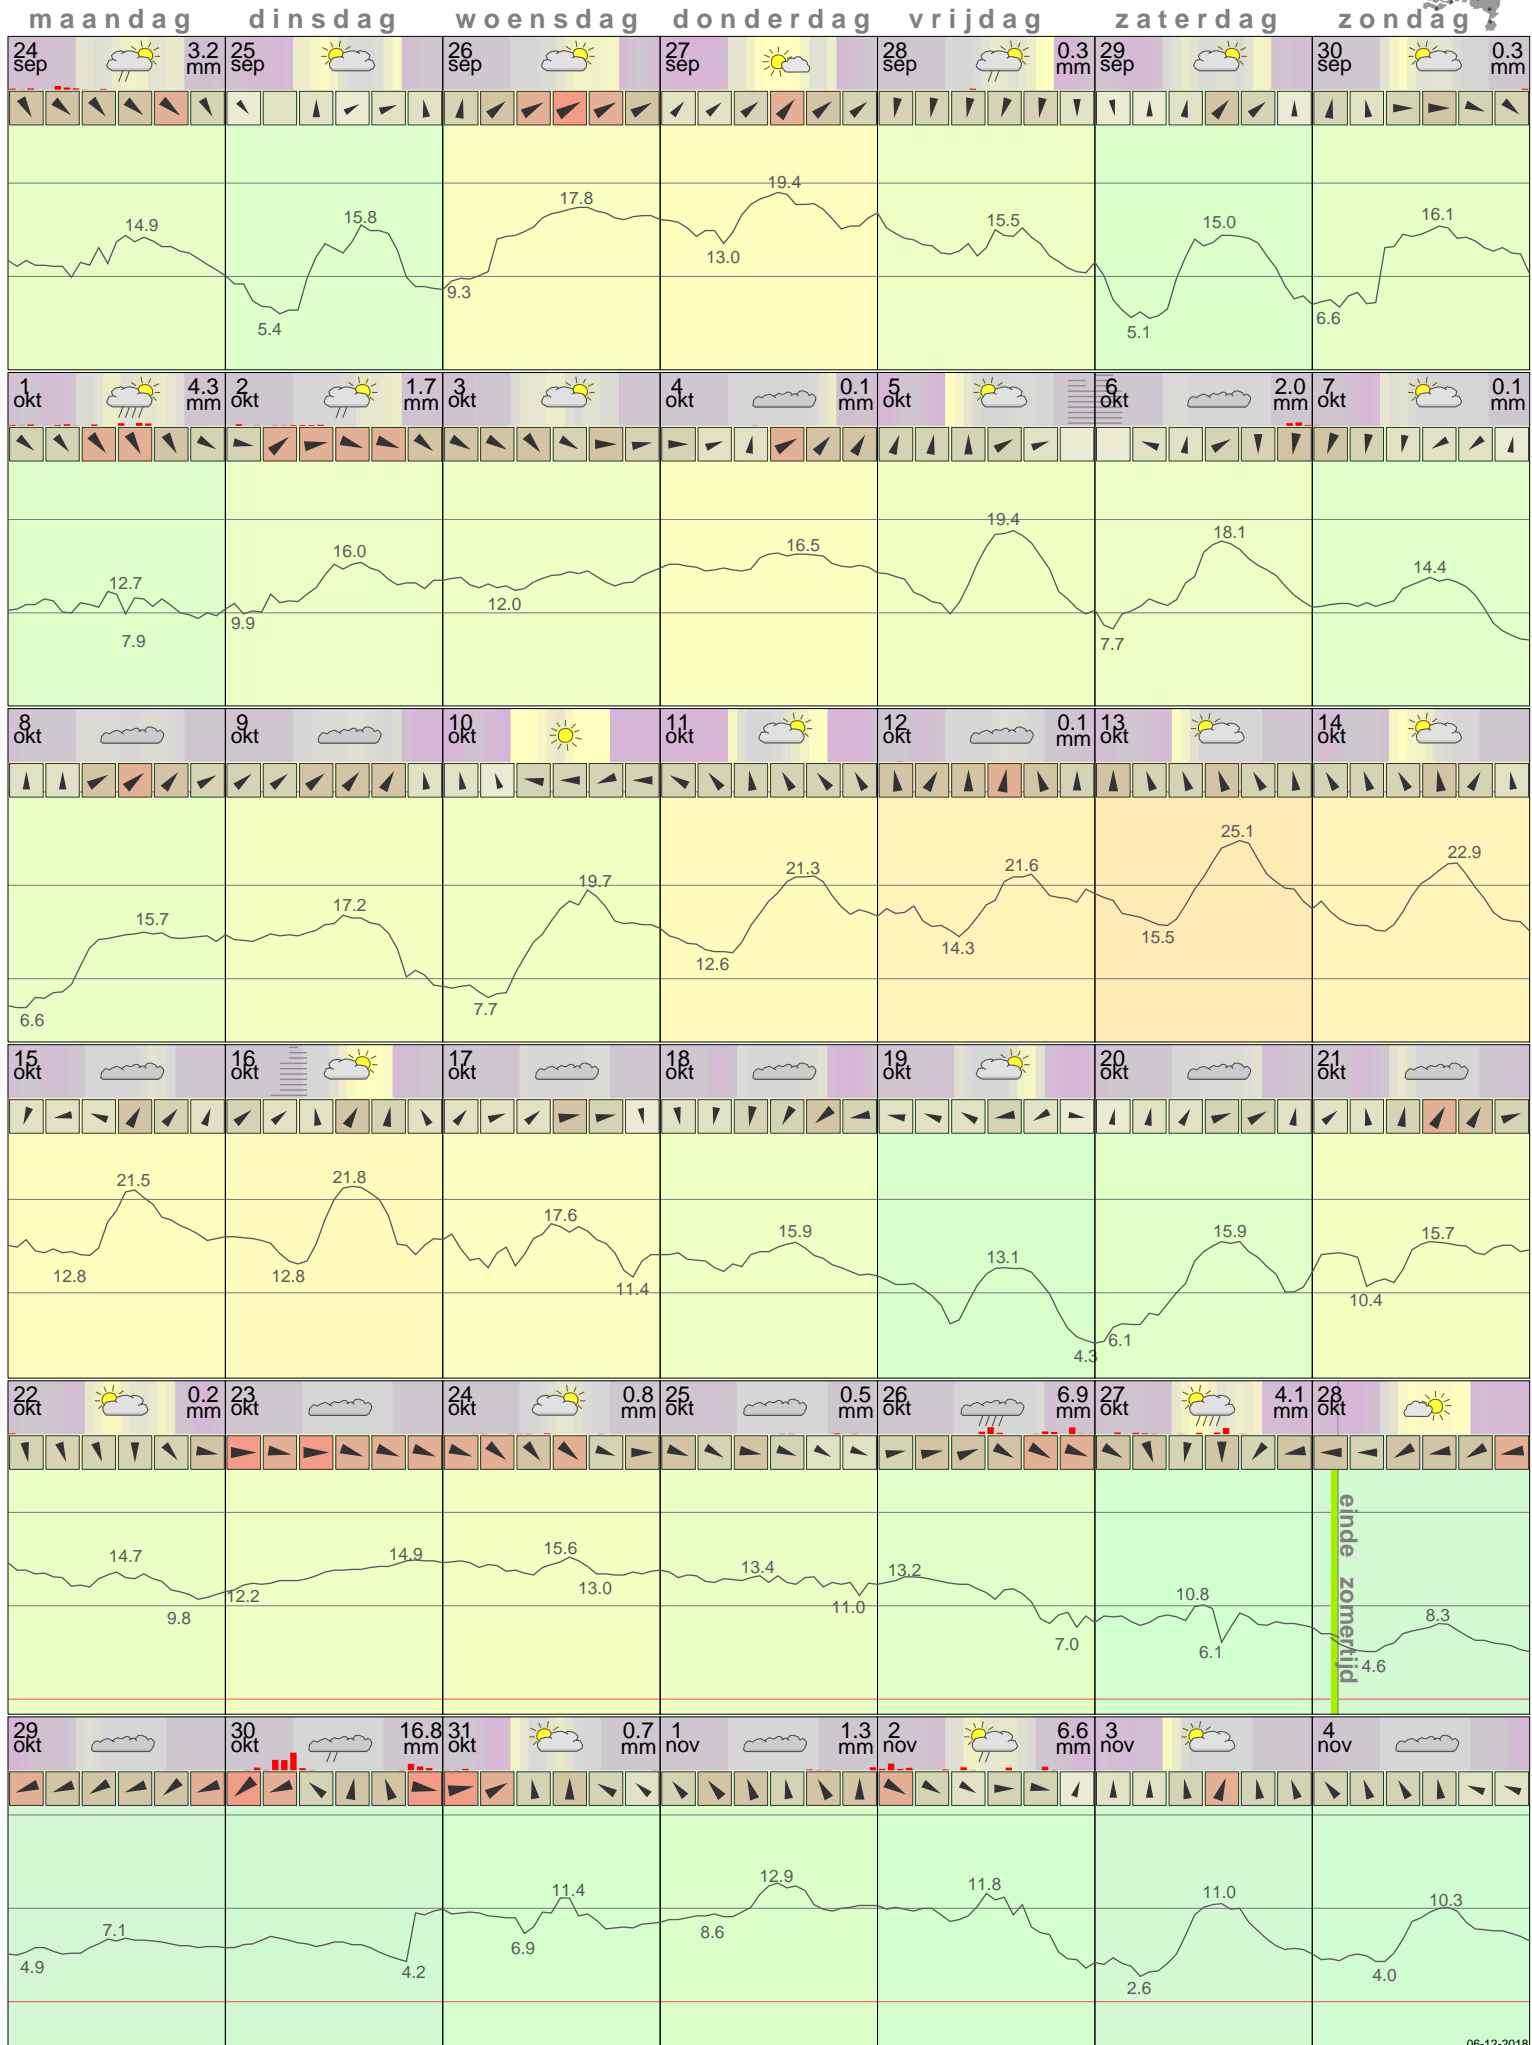 maandag dinsdag woensdag donderdag vrijdag zaterdag zondag
24 sep 3.2 mm 25 sep 26 sep 27 sep 28 sep 0.3 mm 29 sep 30 sep 0.3 mm
14.9 5.4 15.8 9.3 17.8 13.0 19.4 15.5 5.1 15.0 6.6 16.1
1 okt 4.3 mm 2 okt 1.7 mm 3 okt 4 okt 0.1 mm 5 okt 6 okt 2.0 mm 7 okt 0.1 mm
12.7 7.9 9.9 16.0 12.0 16.5 19.4 7.7 18.1 14.4
8 okt 9 okt 10 okt 11 okt 12 okt 0.1 mm 13 okt 14 okt
6.6 15.7 17.2 7.7 19.7 12.6 21.3 14.3 21.6 15.5 25.1 22.9
15 okt 16 okt 17 okt 18 okt 19 okt 20 okt 21 okt
12.8 21.5 12.8 21.8 17.6 11.4 15.9 13.1 4.3 6.1 15.9 10.4 15.7
22 okt 0.2 mm 23 okt 24 okt 0.8 mm 25 okt 0.5 mm 26 okt 6.9 mm 27 okt 4.1 mm 28 okt
14.7 9.8 12.2 14.9 15.6 13.0 13.4 11.0 13.2 7.0 10.8 6.1 4.6 8.3
einde zomertijd
29 okt 30 okt 16.8 mm 31 okt 0.7 mm 1 nov 1.3 mm 2 nov 6.6 mm 3 nov 4 nov
4.9 7.1 4.2 6.9 11.4 8.6 12.9 11.8 2.6 11.0 4.0 10.3
06-12-2018